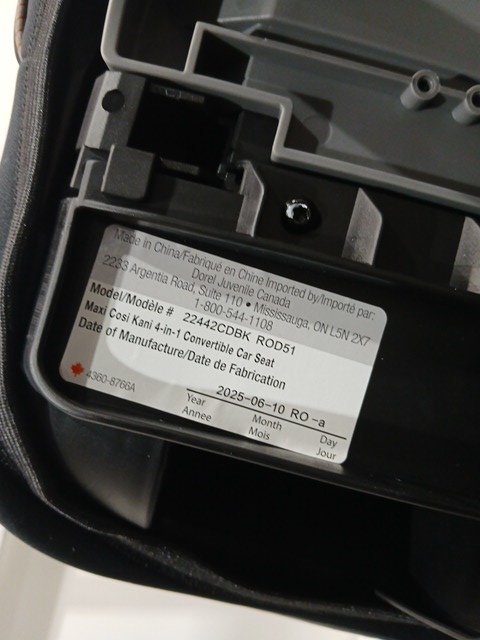 Made in China/Fabriqué en Chine Imported by/Importé par:
Dorel Juvenile Canada
2233 Argentia Road, Suite 110 • Mississauga, ON L5N 2X7
1-800-544-1108
Model/Modèle # 22442CDBK ROD51
Maxi Cosi Kani 4-in-1 Convertible Car Seat
Date of Manufacture/Date de Fabrication
2025-06-10 RO -a
Year Month Day
Année Mois Jour
4360-8766A